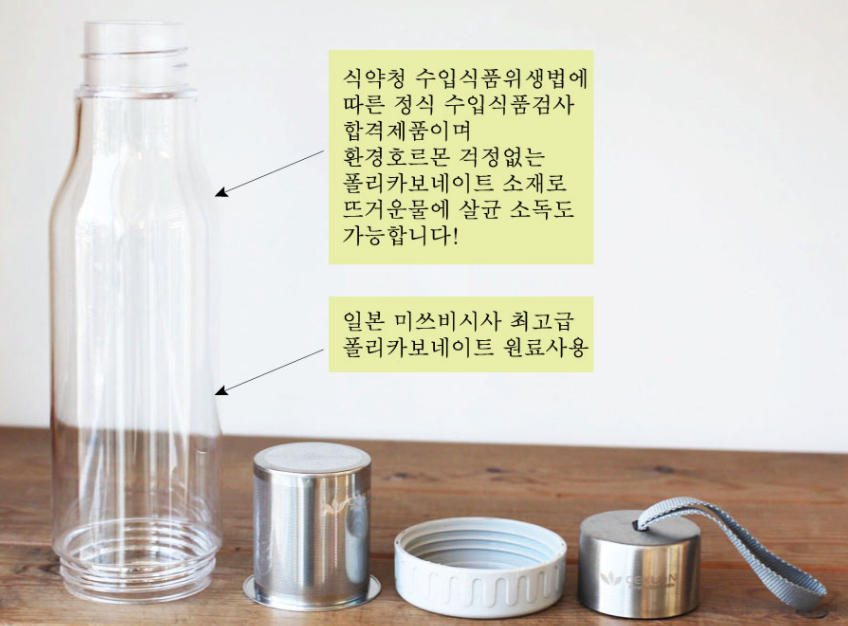 식약청 수입식품위생법에
따른 정식 수입식품검사
합격제품이며
환경호르몬 걱정없는
폴리카보네이트 소재로
뜨거운물에 살균 소독도
가능합니다!
일본 미쓰비시사 최고급
폴리카보네이트 원료사용